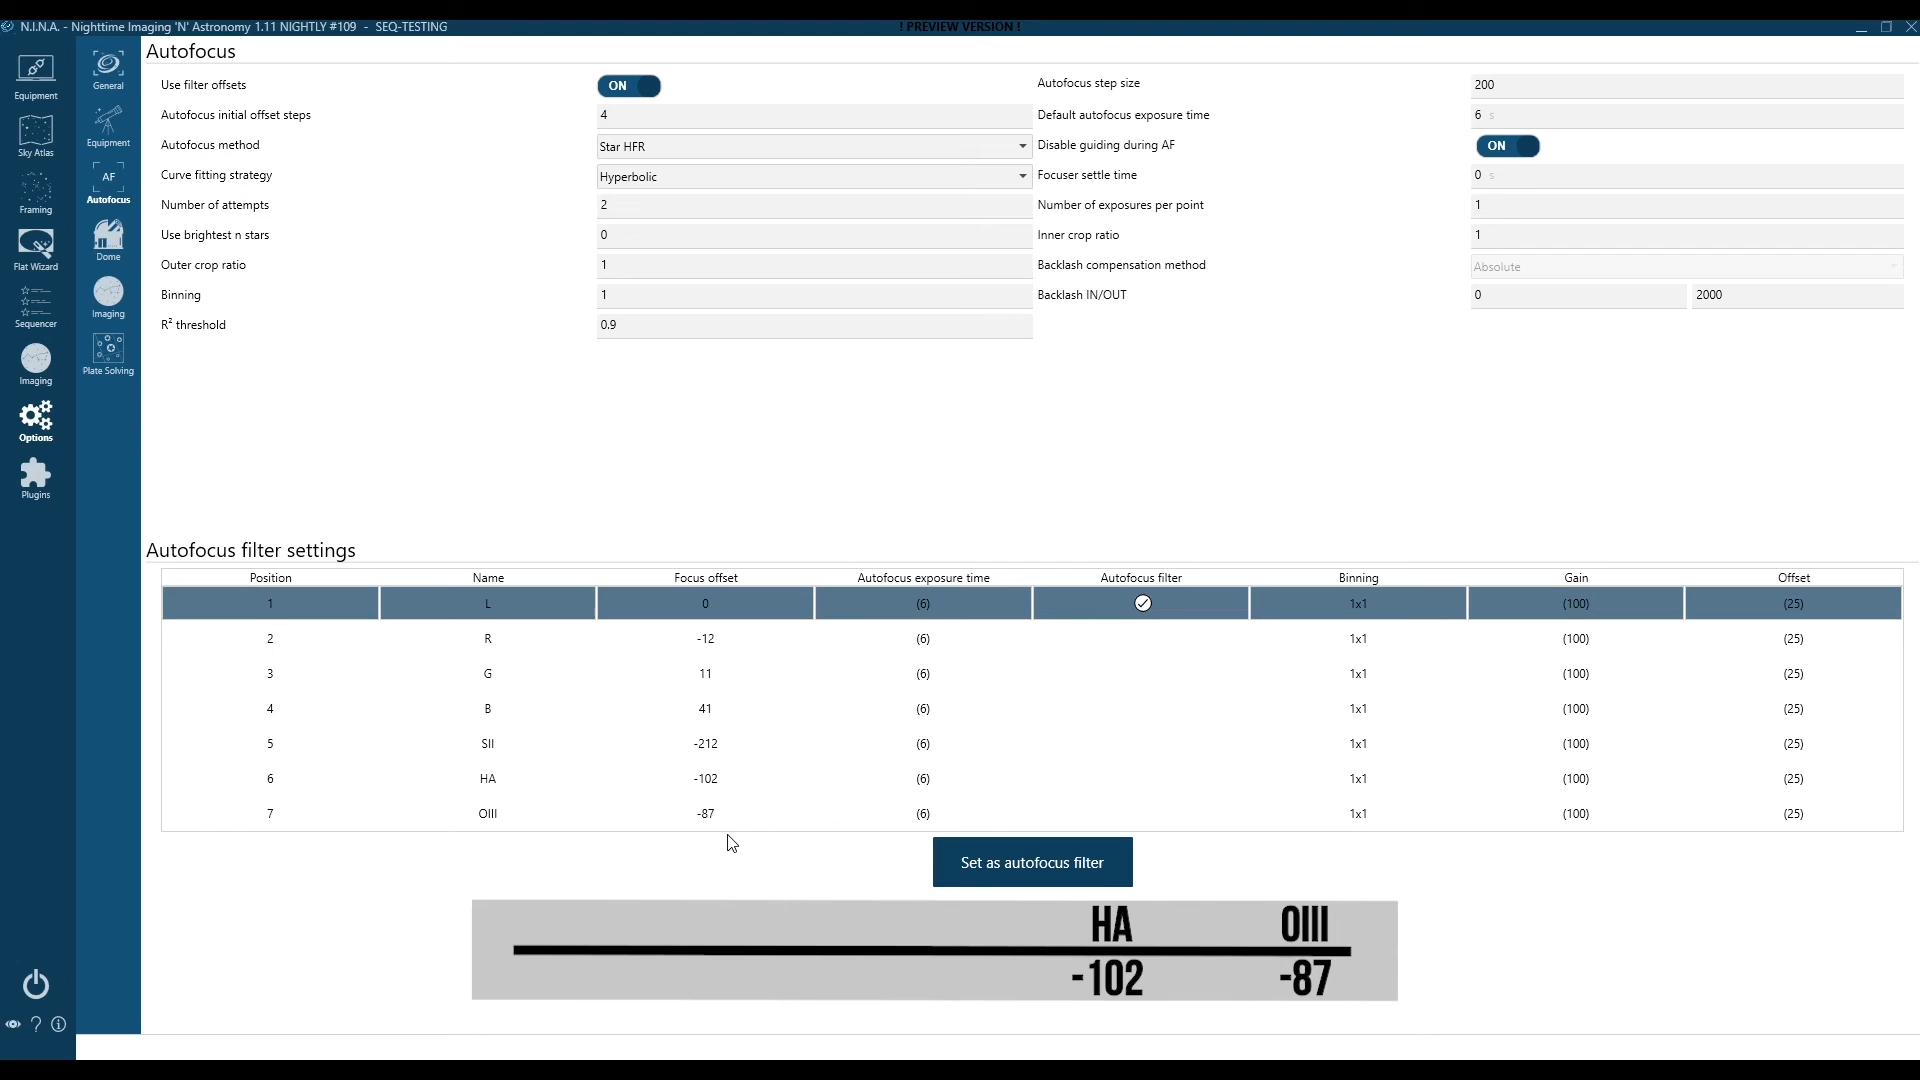 N.I.N.A. - Nighttime Imaging 'N' Astronomy 1.11 NIGHTLY #109 - SEQ-TESTING
! PREVIEW VERSION !
Equipment
Sky Atlas
Framing
Flat Wizard
Sequencer
Imaging
Options
Plugins
General
Equipment
AF
Autofocus
Dome
Imaging
Plate Solving
Autofocus
Use filter offsets ON Autofocus step size 200
Autofocus initial offset steps 4 Default autofocus exposure time 6 s
Autofocus method Star HFR Disable guiding during AF ON
Curve fitting strategy Hyperbolic Focuser settle time 0 s
Number of attempts 2 Number of exposures per point 1
Use brightest n stars 0 Inner crop ratio 1
Outer crop ratio 1 Backlash compensation method Absolute
Binning 1 Backlash IN/OUT 0 2000
R² threshold 0.9
Autofocus filter settings
Position Name Focus offset Autofocus exposure time Autofocus filter Binning Gain Offset
1 L 0 (6) 1x1 (100) (25)
2 R -12 (6) 1x1 (100) (25)
3 G 11 (6) 1x1 (100) (25)
4 B 41 (6) 1x1 (100) (25)
5 SII -212 (6) 1x1 (100) (25)
6 HA -102 (6) 1x1 (100) (25)
7 OIII -87 (6) 1x1 (100) (25)
Set as autofocus filter
HA OIII
-102 -87